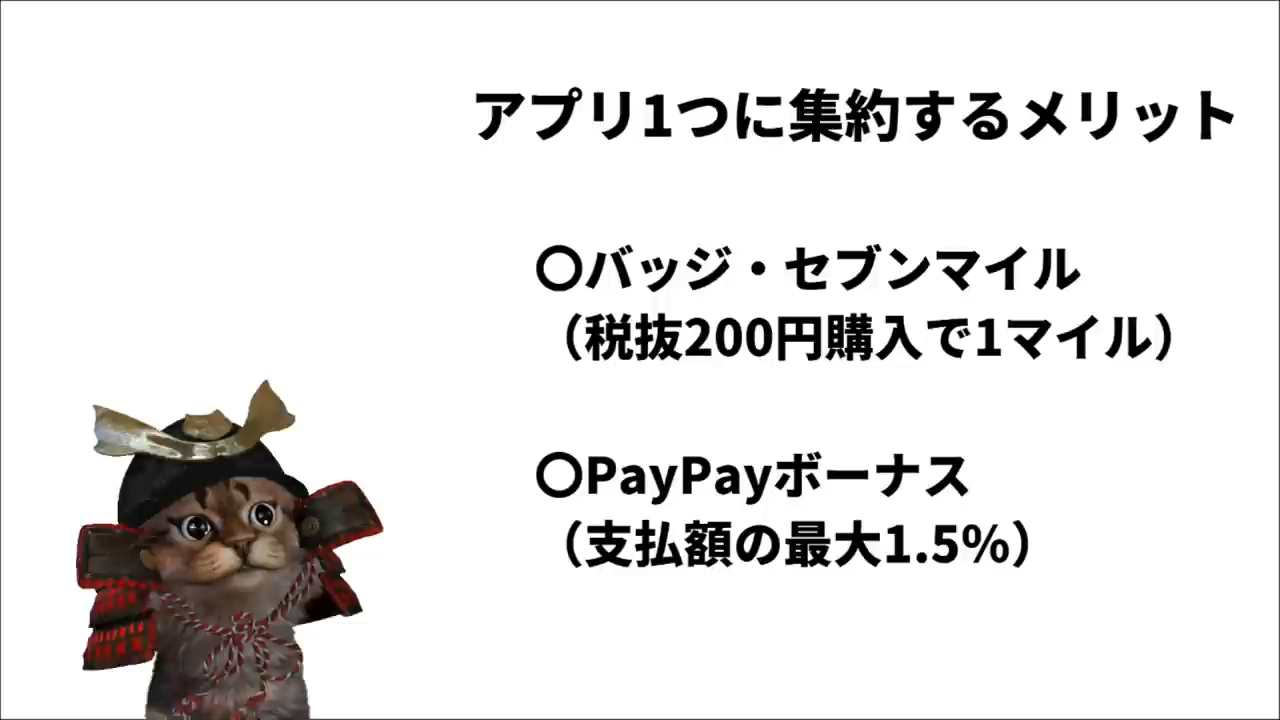 アプリ1つに集約するメリット
〇バッジ・セブンマイル
（税抜200円購入で1マイル）
〇PayPayボーナス
（支払額の最大1.5%）